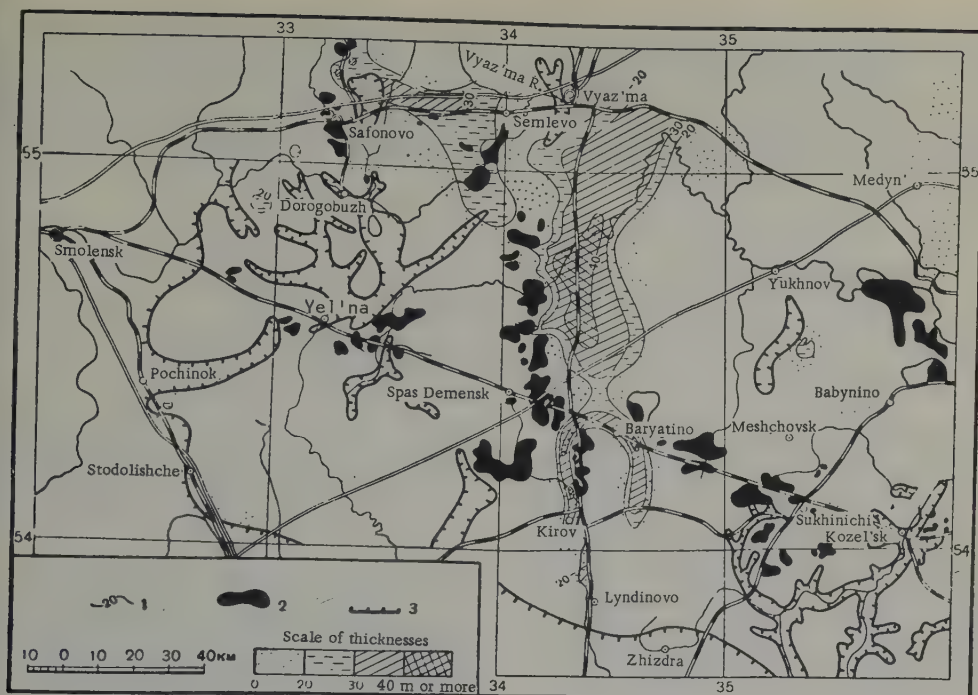 33
34
35
Vyaz'ma R.
20
Vyaz'ma
30
Semlevo
Safonovo
30
20
55
55
Medyn'
20
Dorogobuzh
Smolensk
40
Yukhnov
Yel'na
Pochinok
Spas Demensk
Babynino
Baryatino
Meshchovsk
Stodolishche
Sukhinichi
Kozel'sk
54
Kirov
54
20
Lyndinovo
Zhizdra
20 1
2
3
Scale of thicknesses
10 0 10 20 30 40км
0 20 30 40 m or more
34
35